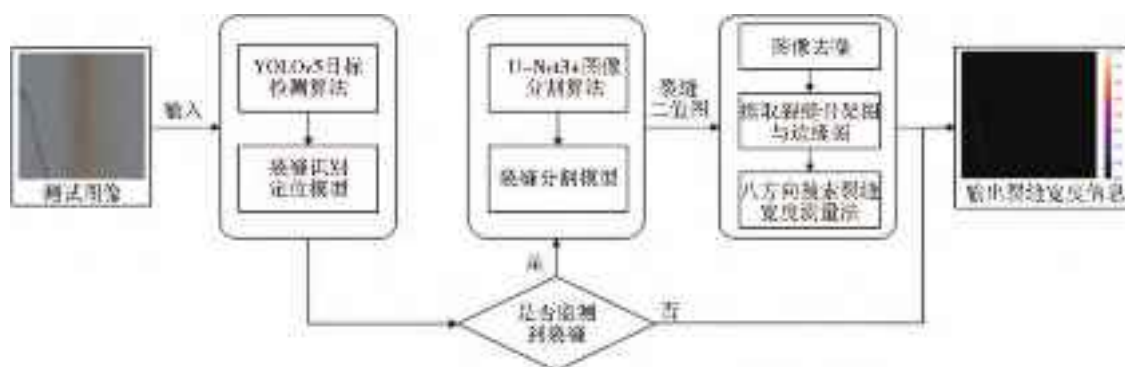 测试图像
输入
YOLOv5目标
检测算法
裂缝识别
定位模型
是否监测
到裂缝
是
否
U-Net3+图像
分割算法
裂缝分割模型
裂缝
二值图
图像去噪
提取裂缝骨架图
与边缘图
八方向搜索裂缝
宽度测量法
输出裂缝宽度信息